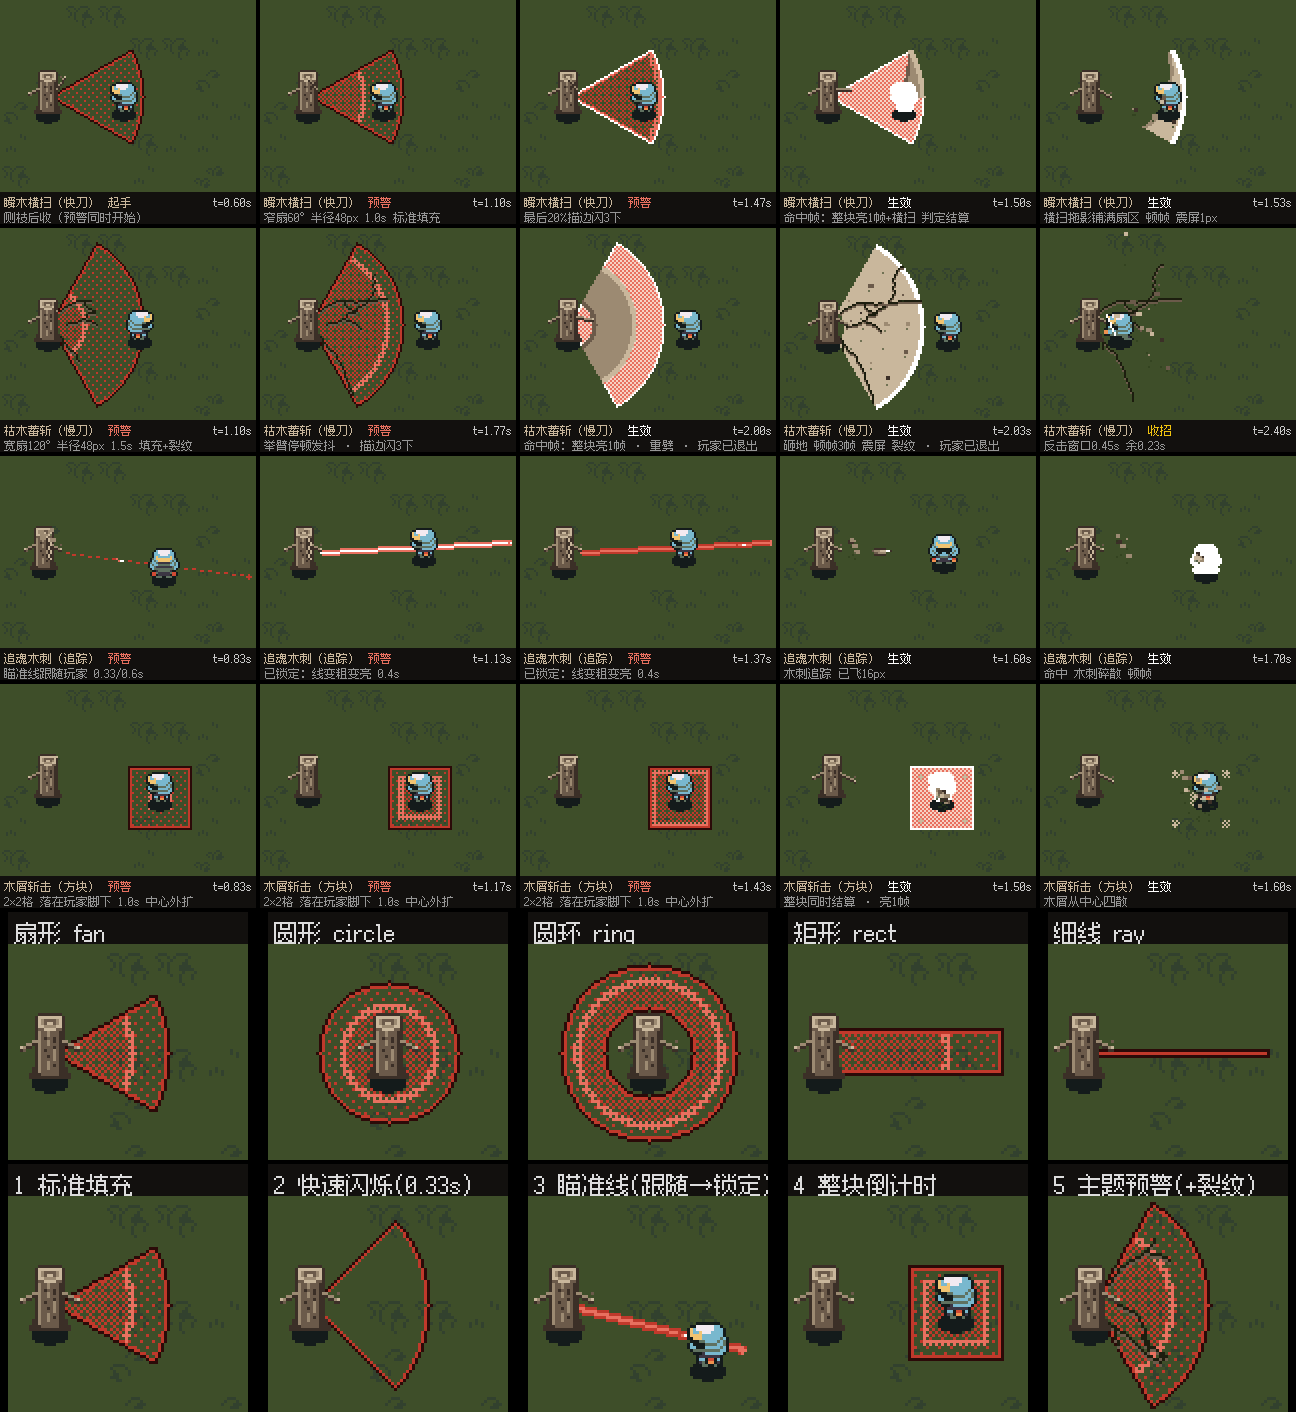 木横扫（快刀） 起手 t=0.60s
侧枝后收（预警同时开始）
木横扫（快刀） 预警 t=1.10s
窄扇60° 半径48px 1.0s 标准填充
木横扫（快刀） 预警 t=1.47s
最后20%描边闪3下
木横扫（快刀） 生效 t=1.50s
命中帧：整块亮1帧+横扫 判定结算
木横扫（快刀） 生效 t=1.53s
横扫拖影铺满扇区 顿帧 震屏1px
枯木蓄斩（慢刀） 预警 t=1.10s
宽扇120° 半径48px 1.5s 填充+裂纹
枯木蓄斩（慢刀） 预警 t=1.77s
举臂停顿发抖 · 描边闪3下
枯木蓄斩（慢刀） 生效 t=2.00s
命中帧：整块亮1帧 · 重劈 · 玩家已退出
枯木蓄斩（慢刀） 生效 t=2.03s
砸地 顿帧3帧 震屏 裂纹 · 玩家已退出
枯木蓄斩（慢刀） 收招 t=2.40s
反击窗口0.45s 余0.23s
追魂木刺（追踪） 预警 t=0.83s
瞄准线跟随玩家 0.33/0.6s
追魂木刺（追踪） 预警 t=1.13s
已锁定：线变粗变亮 0.4s
追魂木刺（追踪） 预警 t=1.37s
已锁定：线变粗变亮 0.4s
追魂木刺（追踪） 生效 t=1.60s
木刺追踪 已飞16px
追魂木刺（追踪） 生效 t=1.70s
命中 木刺碎散 顿帧
木屑斩击（方块） 预警 t=0.83s
2×2格 落在玩家脚下 1.0s 中心外扩
木屑斩击（方块） 预警 t=1.17s
2×2格 落在玩家脚下 1.0s 中心外扩
木屑斩击（方块） 预警 t=1.43s
2×2格 落在玩家脚下 1.0s 中心外扩
木屑斩击（方块） 生效 t=1.50s
整块同时结算 · 亮1帧
木屑斩击（方块） 生效 t=1.60s
木屑从中心四散
扇形 fan
圆形 circle
圆环 ring
矩形 rect
细线 ray
1 标准填充
2 快速闪烁(0.33s)
3 瞄准线(跟随→锁定)
4 整块倒计时
5 主题预警(+裂纹)